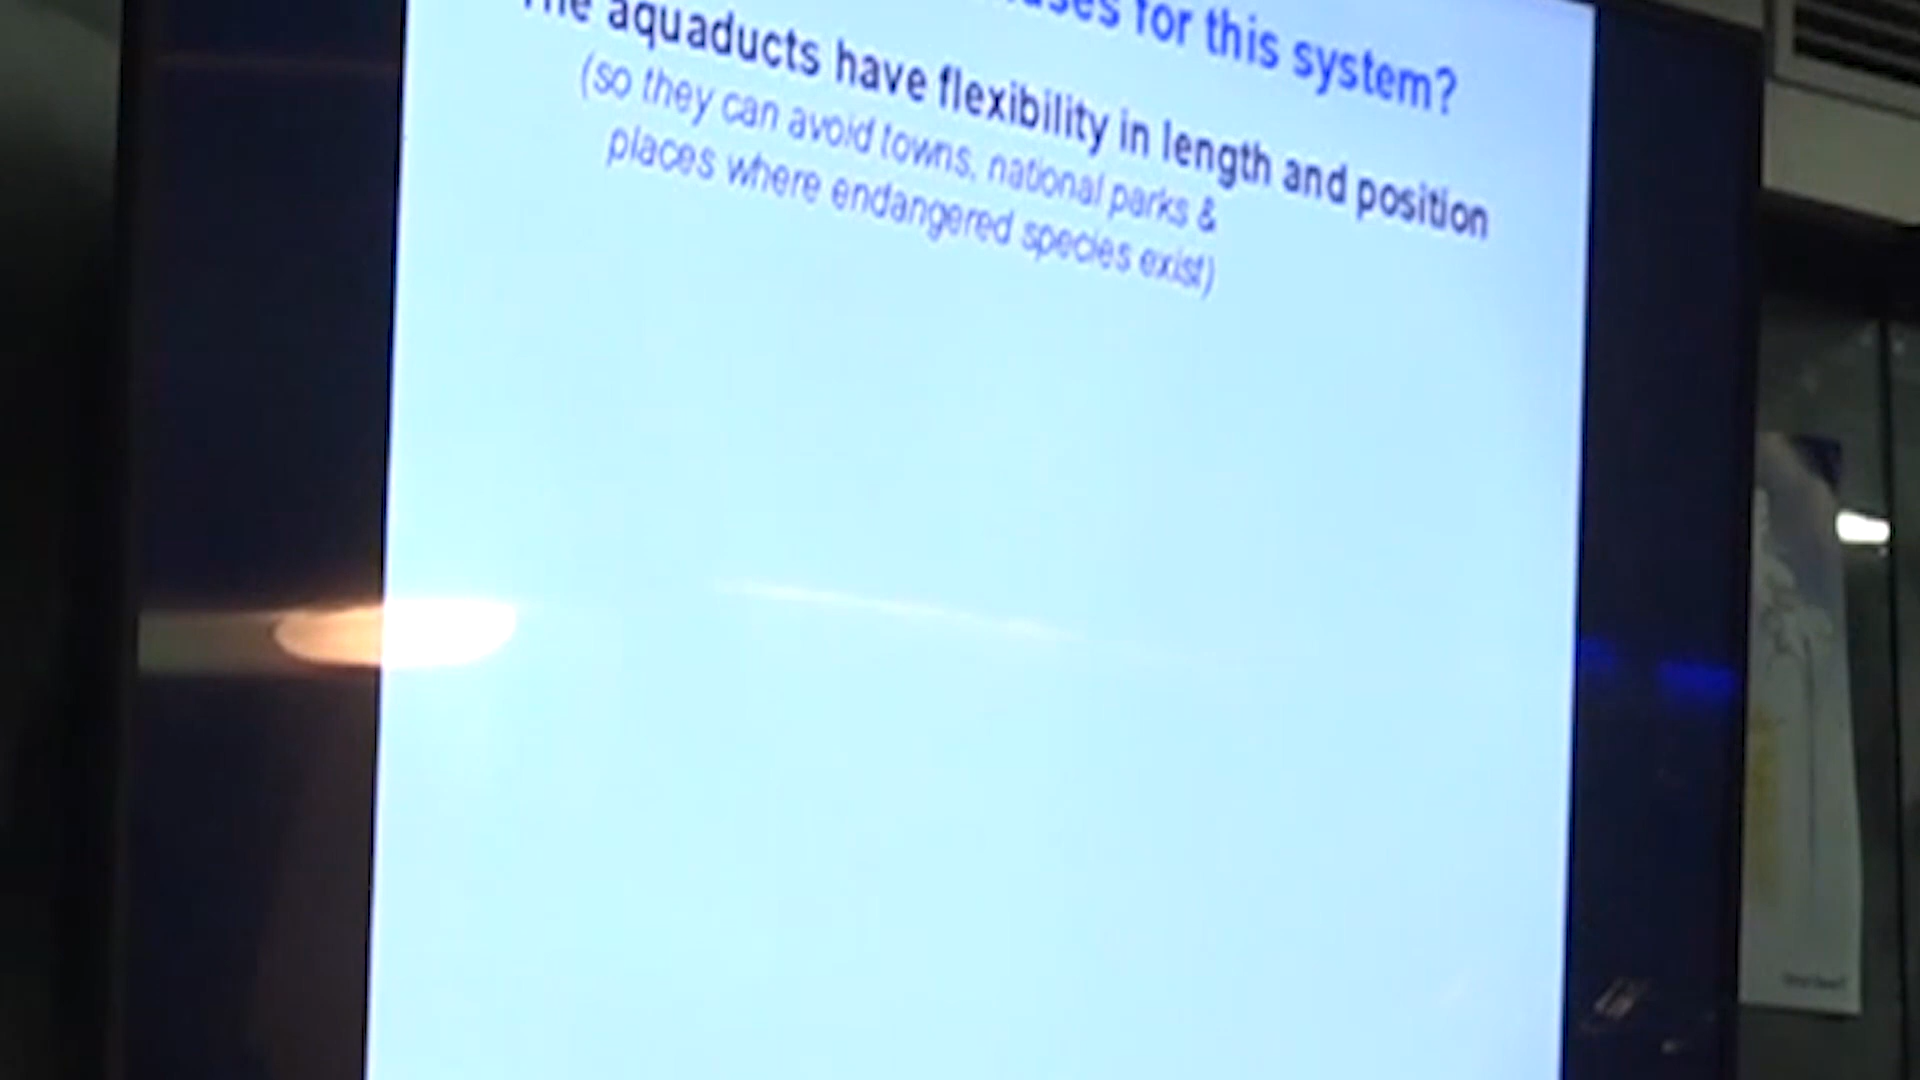 for this system?
The aquaducts have flexibility in length and position
(so they can avoid towns, national parks &
places where endangered species exist)